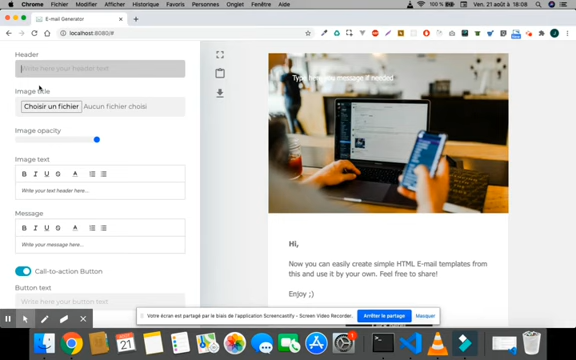 Chrome Fichier Modifier Afficher Historique Favoris Personnes Onglet Fenêtre Aide
100 % Ven. 21 août à 18:08
E-mail Generator
localhost:8080/#
Header
Write here your header text
Image title
Choisir un fichier Aucun fichier choisi
Image opacity
Image text
B I U S A
Write your text header here...
Message
B I U S A
Write your message here...
Call-to-action Button
Button text
Write here your button text
Type here you message if needed
Hi,
Now you can easily create simple HTML E-mail templates from
this and use it by your own. Feel free to share!
Enjoy ;)
Votre écran est partagé par le biais de l'application Screencastify - Screen Video Recorder.
Arrêter le partage
Masquer
21